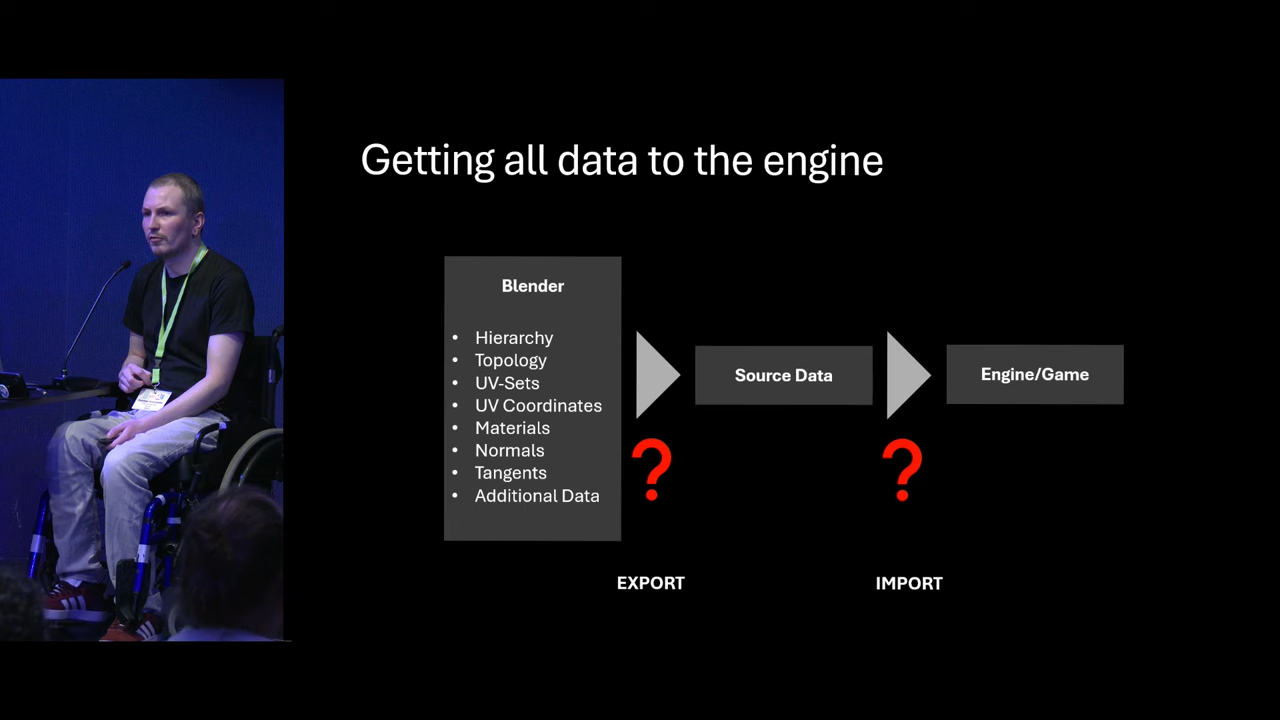 Getting all data to the engine
Blender
• Hierarchy
• Topology
• UV-Sets
• UV Coordinates
• Materials
• Normals
• Tangents
• Additional Data
Source Data
Engine/Game
?
?
EXPORT
IMPORT